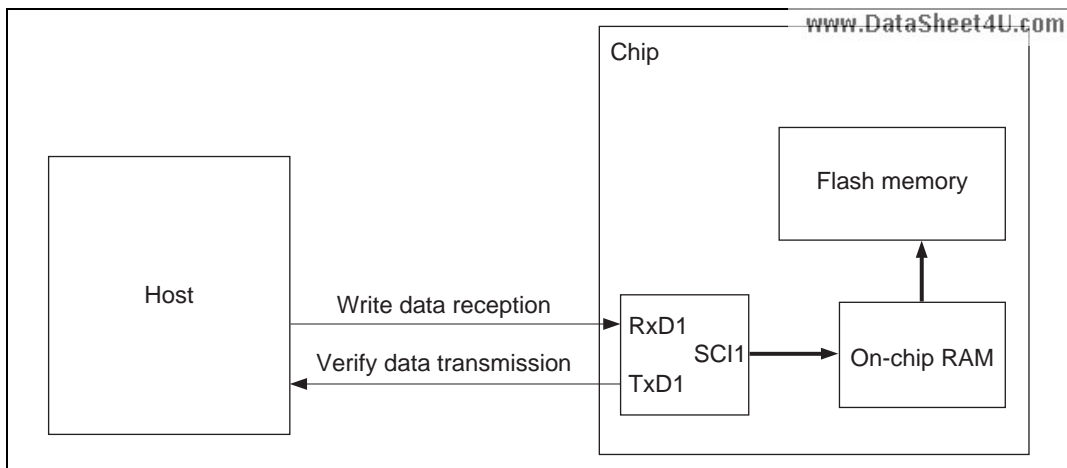 www.DataSheet4U.com
Chip
Flash memory
Host
Write data reception
RxD1
SCI1
On-chip RAM
Verify data transmission
TxD1